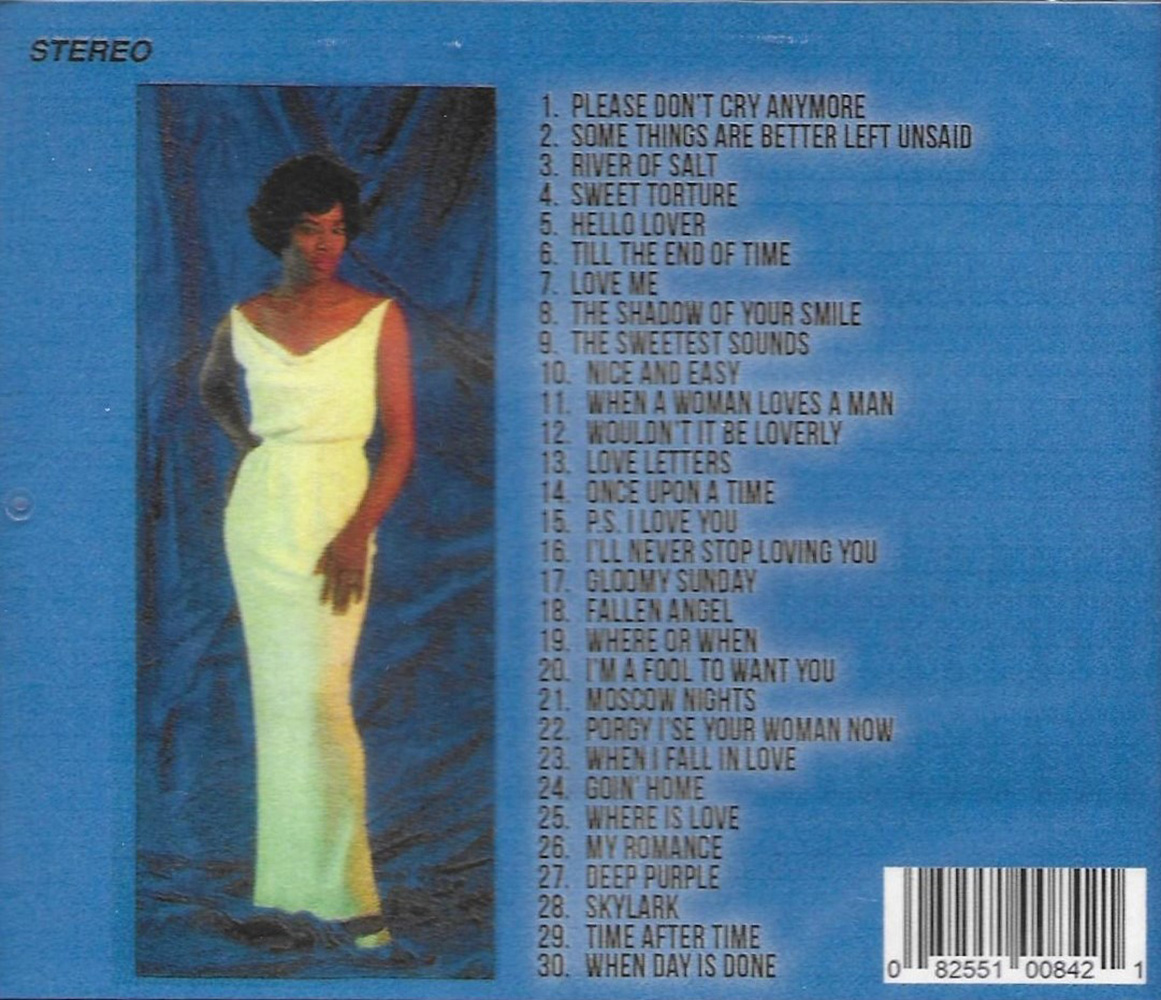 STEREO
1. PLEASE DON'T CRY ANYMORE
2. SOME THINGS ARE BETTER LEFT UNSAID
3. RIVER OF SALT
4. SWEET TORTURE
5. HELLO LOVER
6. TILL THE END OF TIME
7. LOVE ME
8. THE SHADOW OF YOUR SMILE
9. THE SWEETEST SOUNDS
10. NICE AND EASY
11. WHEN A WOMAN LOVES A MAN
12. WOULDN'T IT BE LOVERLY
13. LOVE LETTERS
14. ONCE UPON A TIME
15. P.S. I LOVE YOU
16. I'LL NEVER STOP LOVING YOU
17. GLOOMY SUNDAY
18. FALLEN ANGEL
19. WHERE OR WHEN
20. I'M A FOOL TO WANT YOU
21. MOSCOW NIGHTS
22. PORGY I'SE YOUR WOMAN NOW
23. WHEN I FALL IN LOVE
24. GOIN' HOME
25. WHERE IS LOVE
26. MY ROMANCE
27. DEEP PURPLE
28. SKYLARK
29. TIME AFTER TIME
30. WHEN DAY IS DONE
0 82551 00842 1